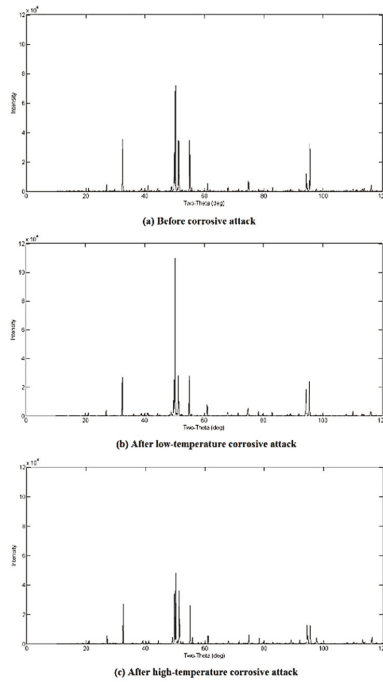 × 10⁴
12
10
8
6
4
2
0
Intensity
0 20 40 60 80 100 120
Two-Theta (deg)
(a) Before corrosive attack
× 10⁴
12
10
8
6
4
2
0
Intensity
0 20 40 60 80 100 120
Two-Theta (deg)
(b) After low-temperature corrosive attack
× 10⁴
12
10
8
6
4
2
0
Intensity
0 20 40 60 80 100 120
Two-Theta (deg)
(c) After high-temperature corrosive attack